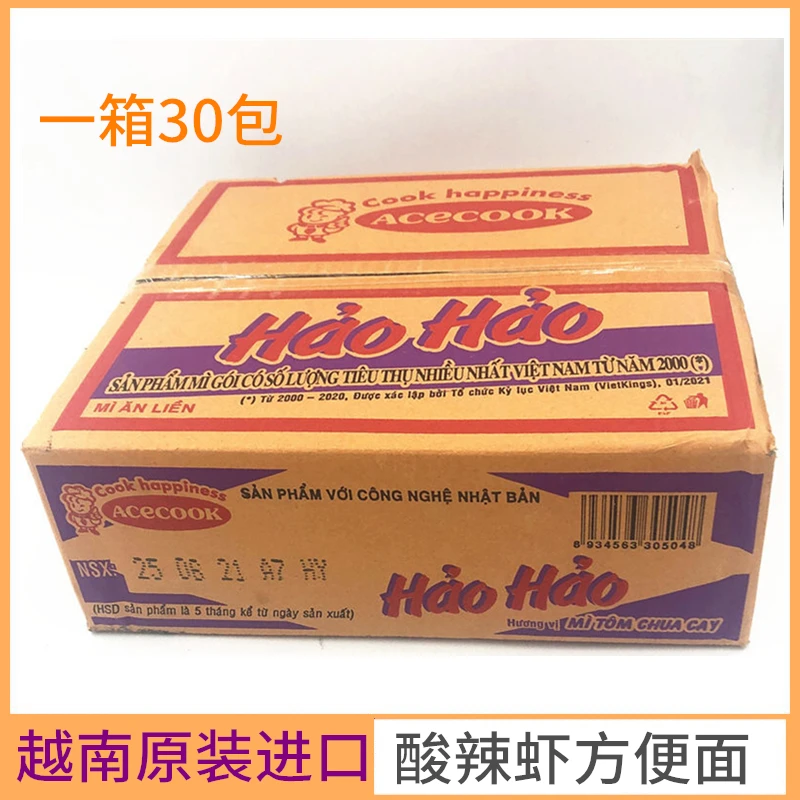 一箱30包
Cook happiness
ACECOOK
Hảo Hảo
SẢN PHẨM MÌ GÓI CÓ SỐ LƯỢNG TIÊU THỤ NHIỀU NHẤT VIỆT NAM TỪ NĂM 2000 (*)
(*) Từ 2000 – 2020, Được xác lập bởi Tổ chức Kỷ lục Việt Nam (VietKings), 01/2021
MÌ ĂN LIỀN
Cook happiness
ACECOOK
SẢN PHẨM VỚI CÔNG NGHỆ NHẬT BẢN
8 934563 305048
NSX: 25 06 21 A7 HY
(HSD sản phẩm là 5 tháng kể từ ngày sản xuất)
Hảo Hảo
Hương vị MÌ TÔM CHUA CAY
越南原装进口
酸辣虾方便面